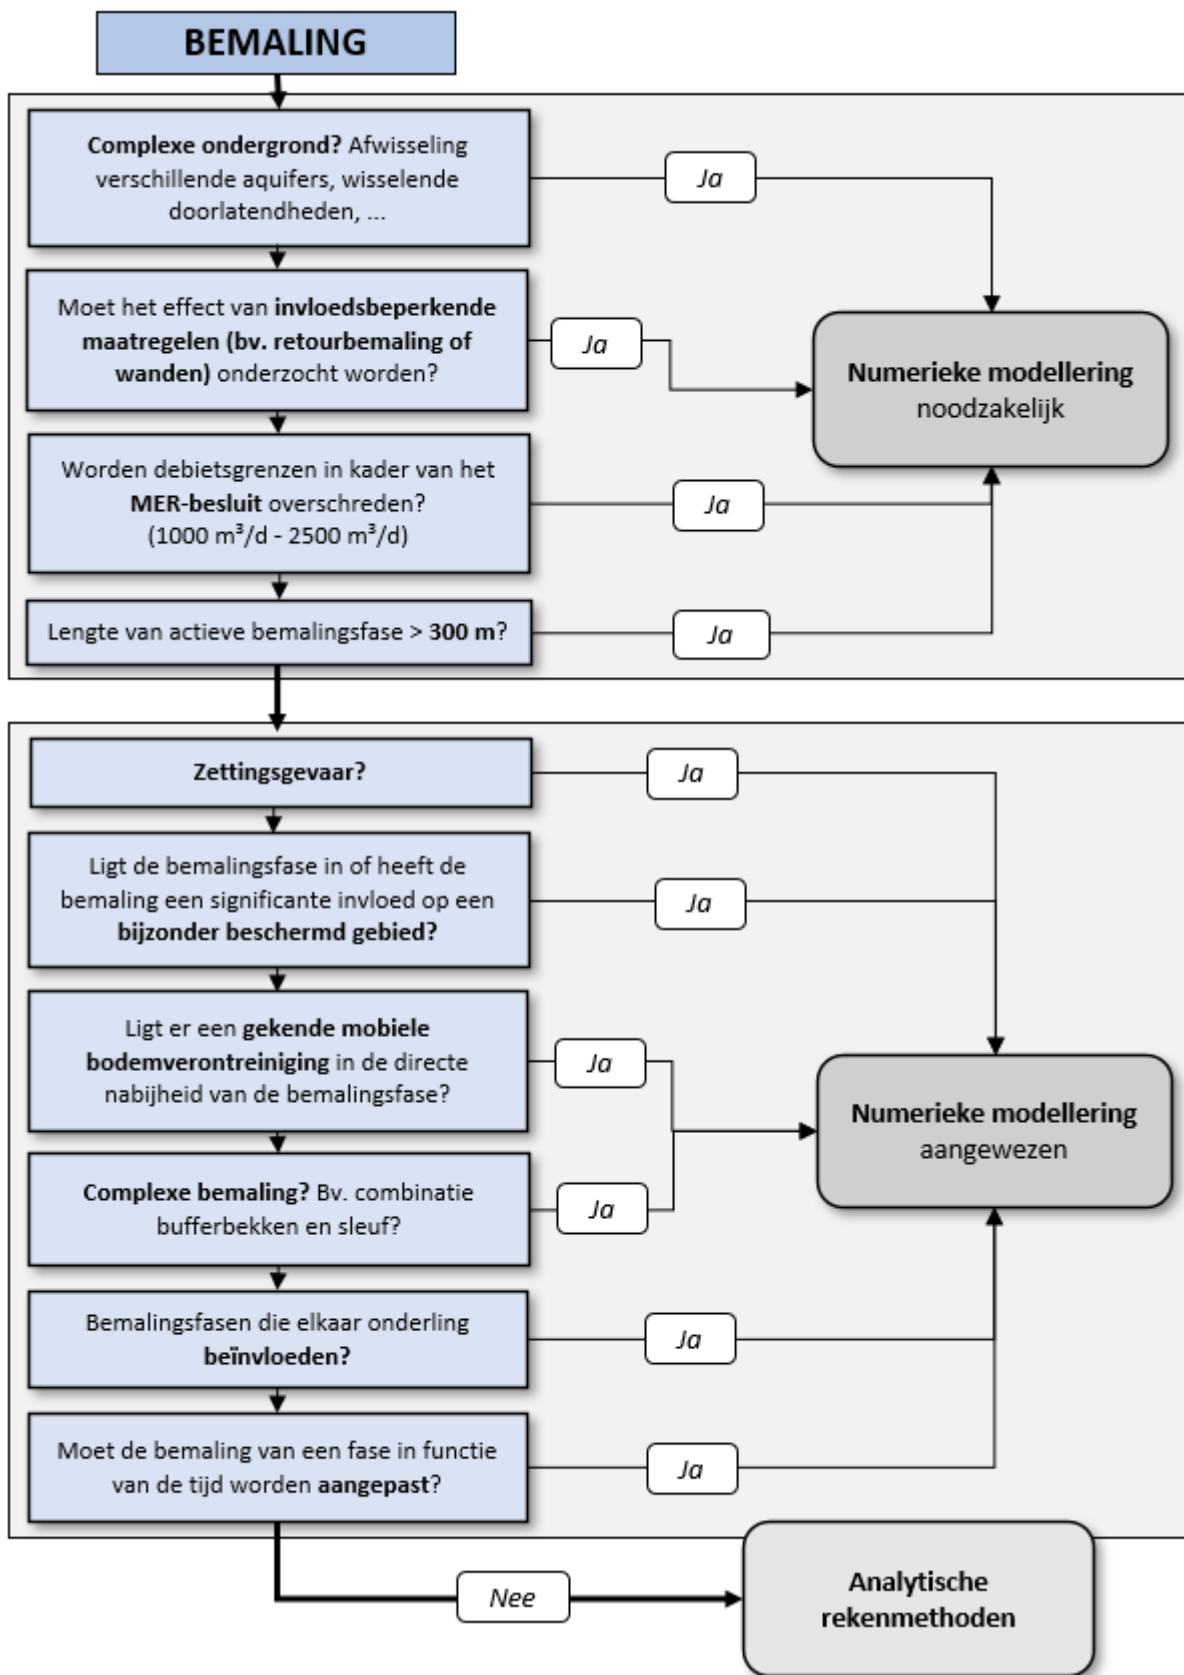 BEMALING
Complexe ondergrond? Afwisseling
verschillende aquifers, wisselende
doorlatendheden, ...
Ja
Moet het effect van invloedsbeperkende
maatregelen (bv. retourbemaling of
wanden) onderzocht worden?
Ja
Numerieke modellering
noodzakelijk
Worden debietsgrenzen in kader van het
MER-besluit overschreden?
(1000 m³/d - 2500 m³/d)
Ja
Lengte van actieve bemalingsfase > 300 m?
Ja
Zettingsgevaar?
Ja
Ligt de bemalingsfase in of heeft de
bemaling een significante invloed op een
bijzonder beschermd gebied?
Ja
Ligt er een gekende mobiele
bodemverontreiniging in de directe
nabijheid van de bemalingsfase?
Ja
Numerieke modellering
aangewezen
Complexe bemaling? Bv. combinatie
bufferbekken en sleuf?
Ja
Bemalingsfasen die elkaar onderling
beïnvloeden?
Ja
Moet de bemaling van een fase in functie
van de tijd worden aangepast?
Ja
Nee
Analytische
rekenmethoden